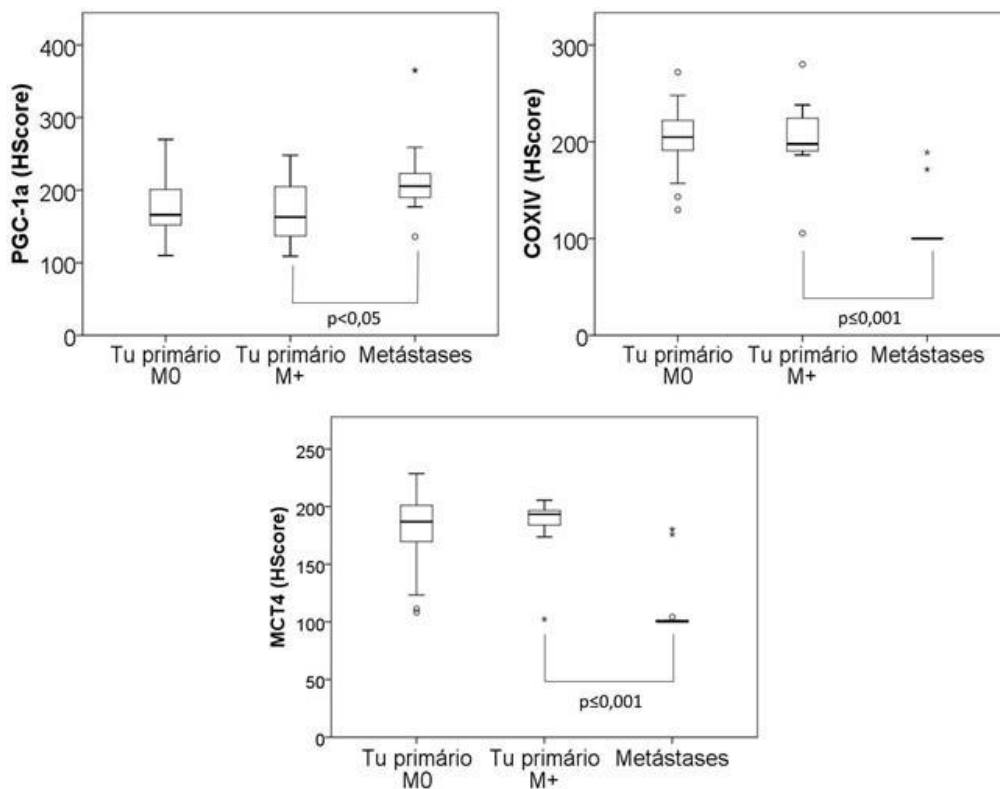 PGC-1a (HScore)
400
300
200
100
0
p<0,05
Tu primário
M0
Tu primário
M+
Metástases
COXIV (HScore)
300
200
100
0
p≤0,001
Tu primário
M0
Tu primário
M+
Metástases
MCT4 (HScore)
250
200
150
100
50
0
p≤0,001
Tu primário
M0
Tu primário
M+
Metástases